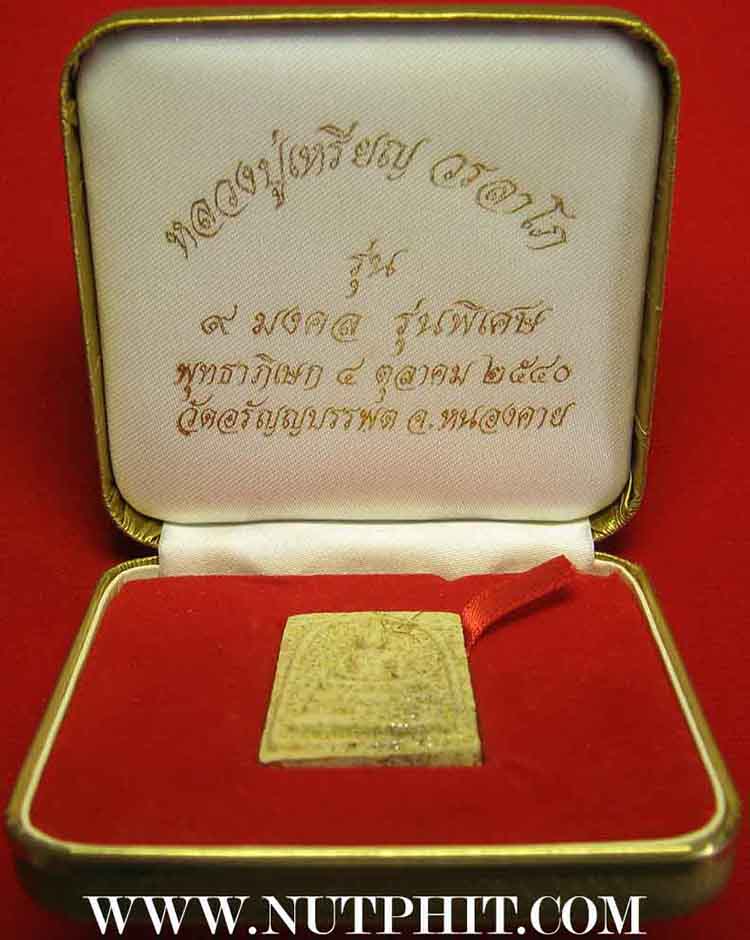 หลวงปู่เหรียญ วรลาโภ
รุ่น
๙ มงคล รุ่นพิเศษ
พุทธาภิเษก ๔ ตุลาคม ๒๕๔๐
วัดอรัญญบรรพต จ.หนองคาย
WWW.NUTPHIT.COM